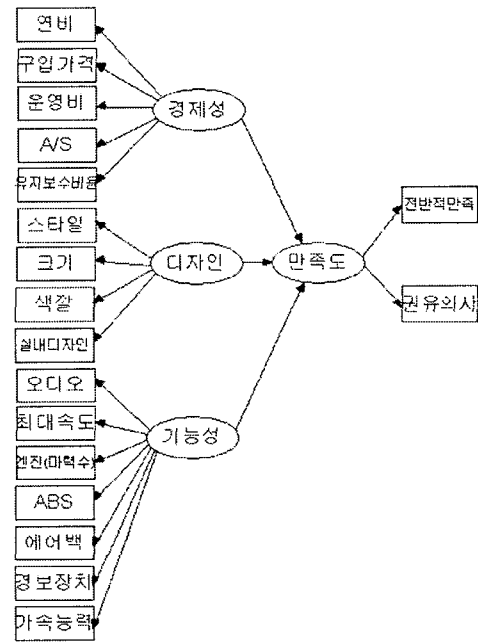 연비
구입가격
운영비
A/S
유지보수비용
스타일
크기
색깔
실내디자인
오디오
최대속도
엔진(마력수)
ABS
에어백
경보장치
가속능력
경제성
디자인
기능성
만족도
전반적만족
권유의사